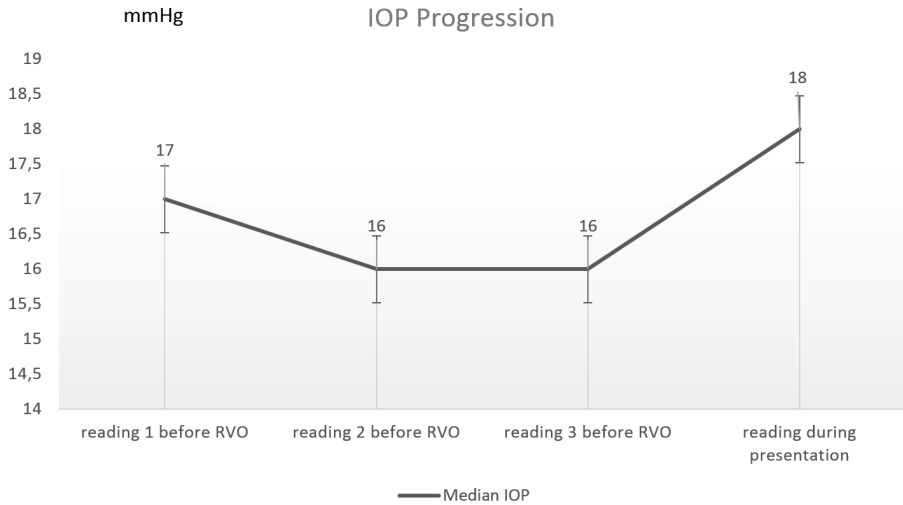 mmHg
IOP Progression
19
18,5
18
17,5
17
16,5
16
15,5
15
14,5
14
17
16
16
18
reading 1 before RVO
reading 2 before RVO
reading 3 before RVO
reading during
presentation
Median IOP